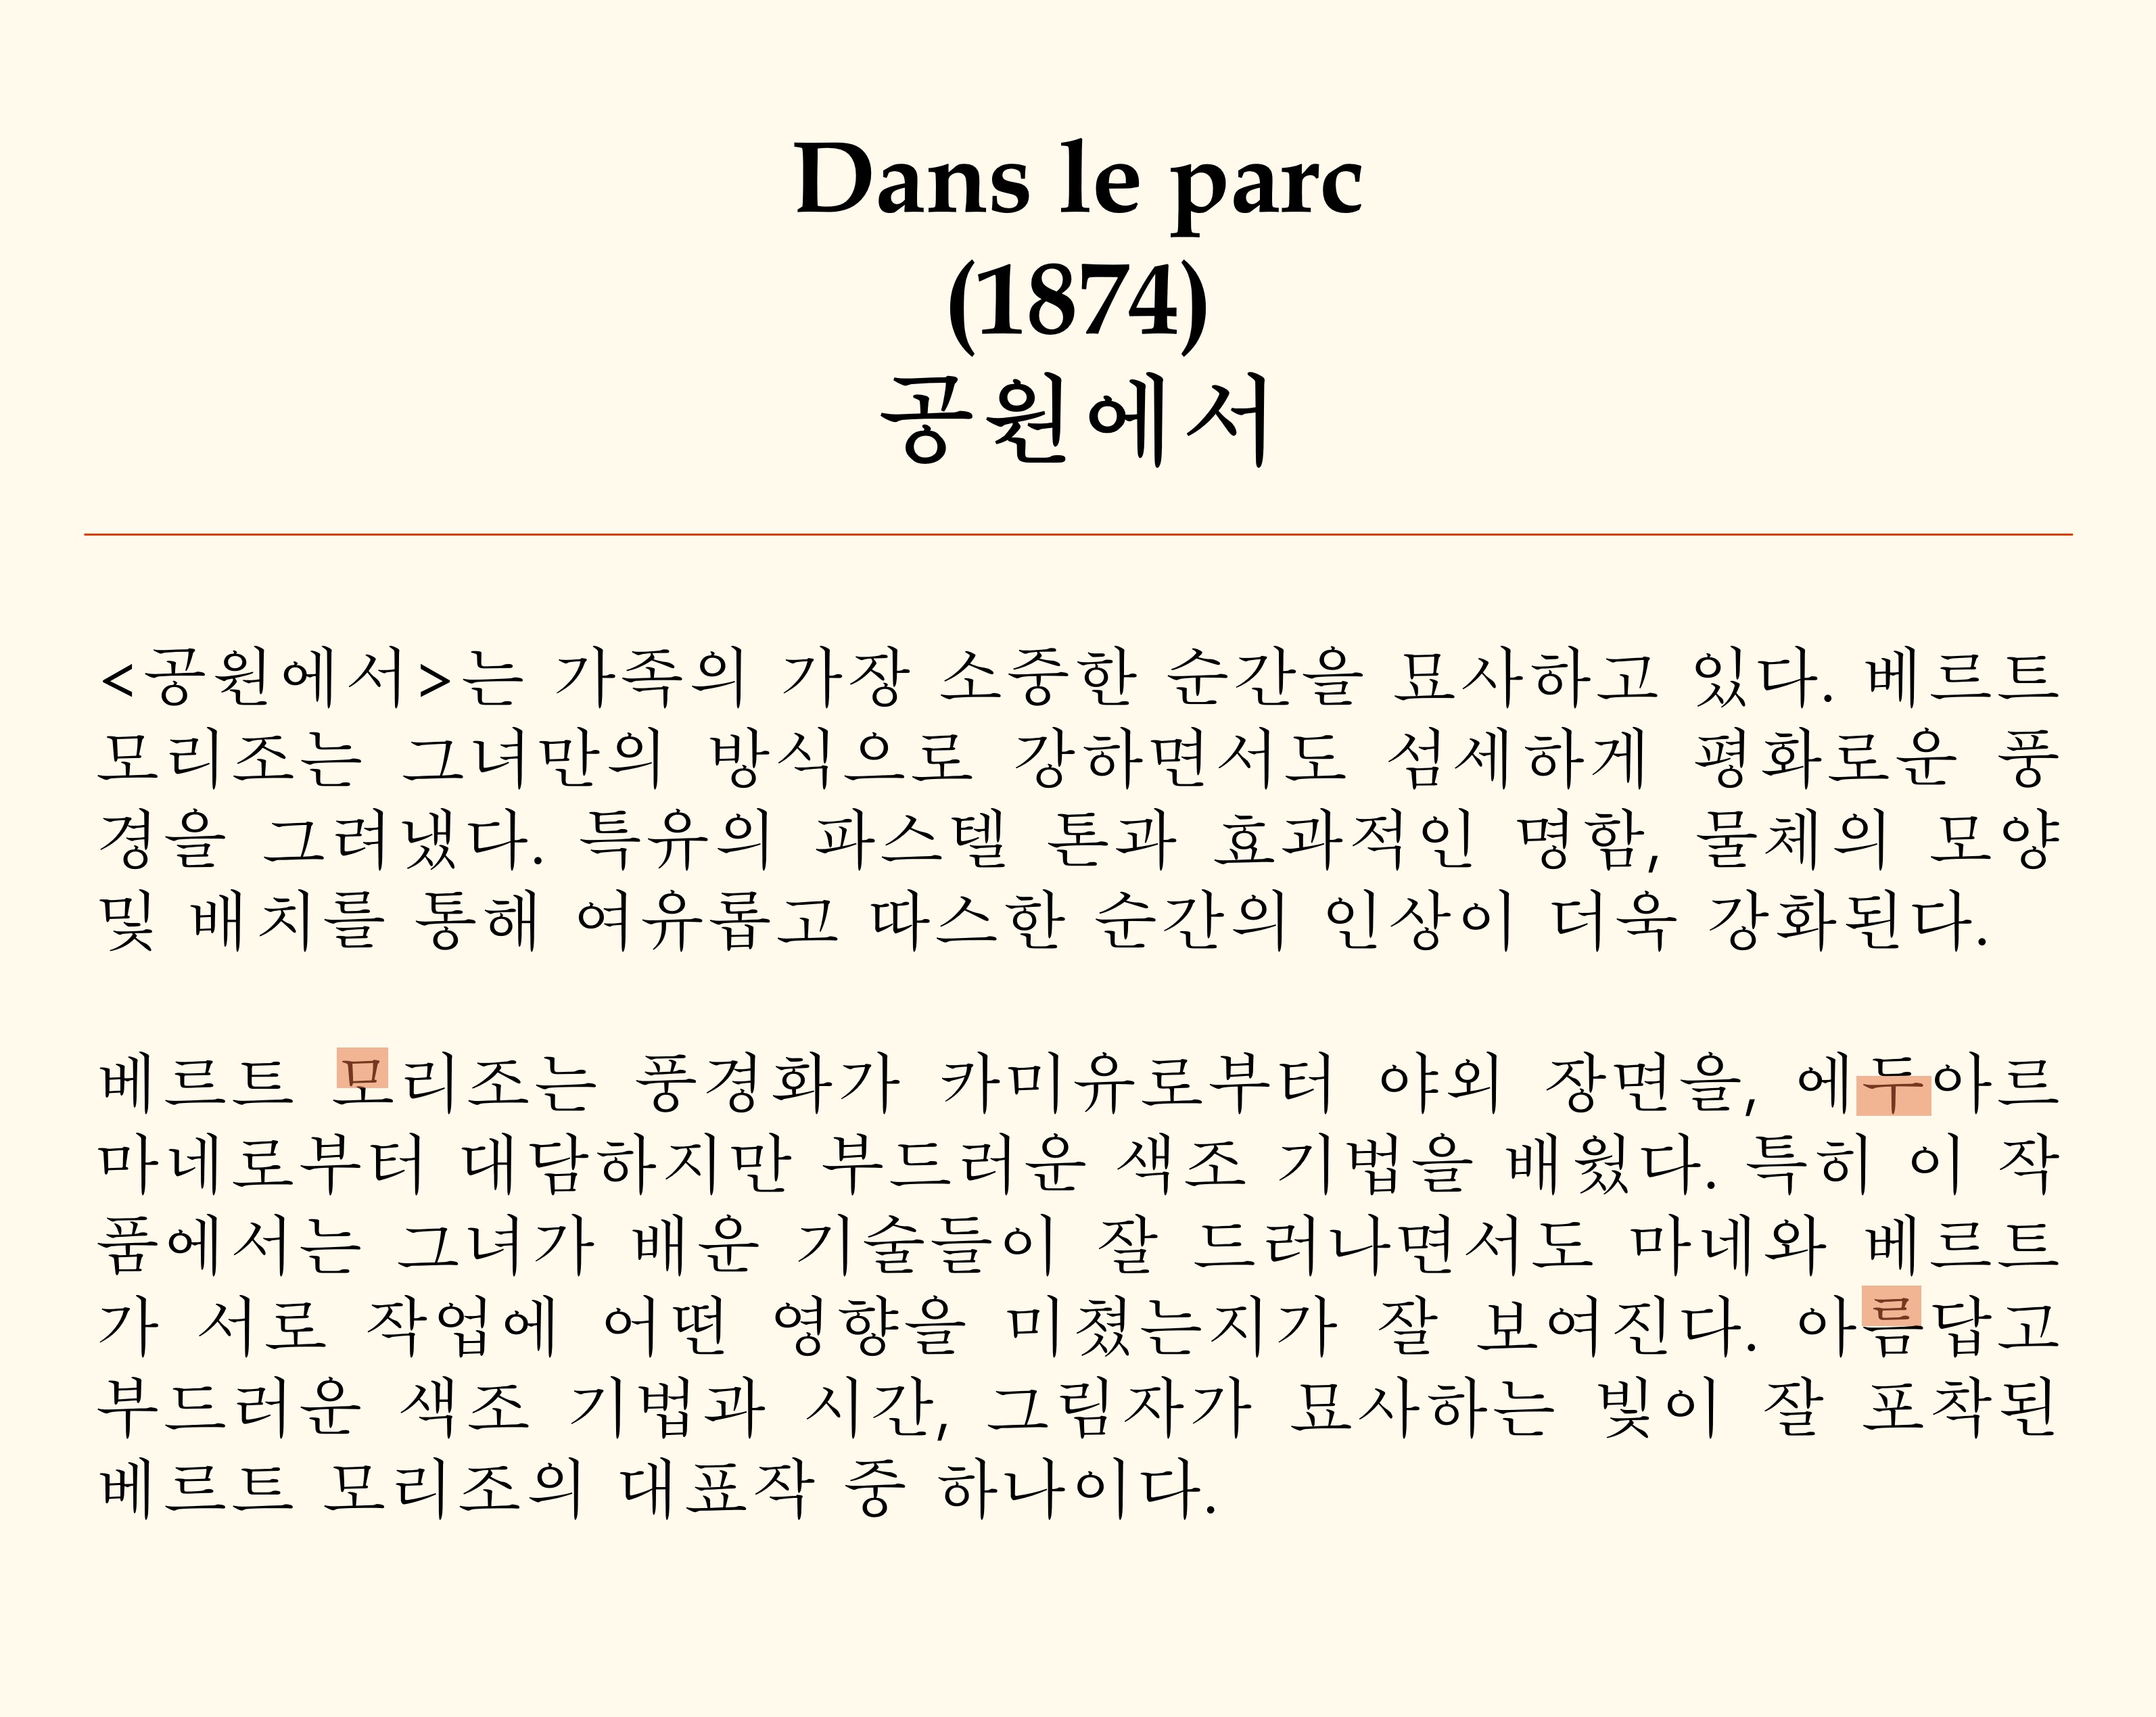 Dans le parc
(1874)
공원에서
<공원에서>는 가족의 가장 소중한 순간을 묘사하고 있다. 베르트
모리조는 그녀만의 방식으로 강하면서도 섬세하게 평화로운 풍
경을 그려냈다. 특유의 파스텔 톤과 효과적인 명암, 물체의 모양
및 배치를 통해 여유롭고 따스한 순간의 인상이 더욱 강화된다.
베르트 모리조는 풍경화가 까미유로부터 야외 장면을, 에두아르
마네로부터 대담하지만 부드러운 색조 기법을 배웠다. 특히 이 작
품에서는 그녀가 배운 기술들이 잘 드러나면서도 마네와 베르트
가 서로 작업에 어떤 영향을 미쳤는지가 잘 보여진다. 아름답고
부드러운 색조 기법과 시간, 그림자가 묘사하는 빛이 잘 포착된
베르트 모리조의 대표작 중 하나이다.